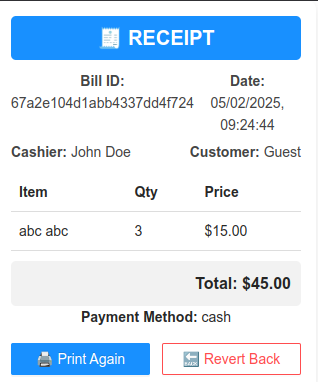 🧾 RECEIPT
Bill ID: Date:
67a2e104d1abb4337dd4f724 05/02/2025,
09:24:44
Cashier: John Doe Customer: Guest
Item Qty Price
abc abc 3 $15.00
Total: $45.00
Payment Method: cash
🖨️ Print Again 🔙 Revert Back